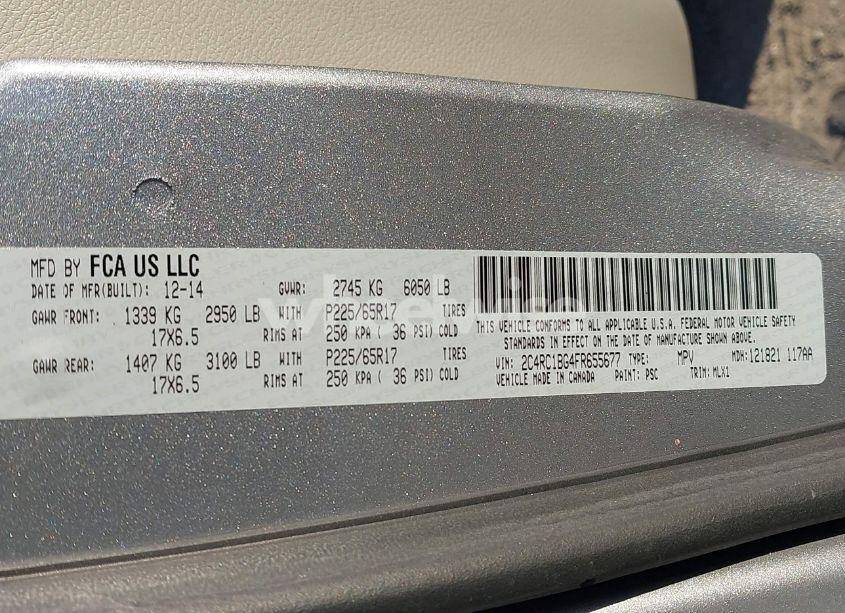 MFD BY FCA US LLC
DATE OF MFR(BUILT): 12-14 GVWR: 2745 KG 6050 LB
GAWR FRONT: 1339 KG 2950 LB WITH P225/65R17 TIRES
17X6.5 RIMS AT 250 KPA ( 36 PSI) COLD
GAWR REAR: 1407 KG 3100 LB WITH P225/65R17 TIRES
17X6.5 RIMS AT 250 KPA ( 36 PSI) COLD
THIS VEHICLE CONFORMS TO ALL APPLICABLE U.S.A. FEDERAL MOTOR VEHICLE SAFETY
STANDARDS IN EFFECT ON THE DATE OF MANUFACTURE SHOWN ABOVE.
VIN: 2C4RC1BG4FR655677 TYPE: MPV MDH: 121821 117AA
VEHICLE MADE IN CANADA PAINT: PSC TRIM: MLX1